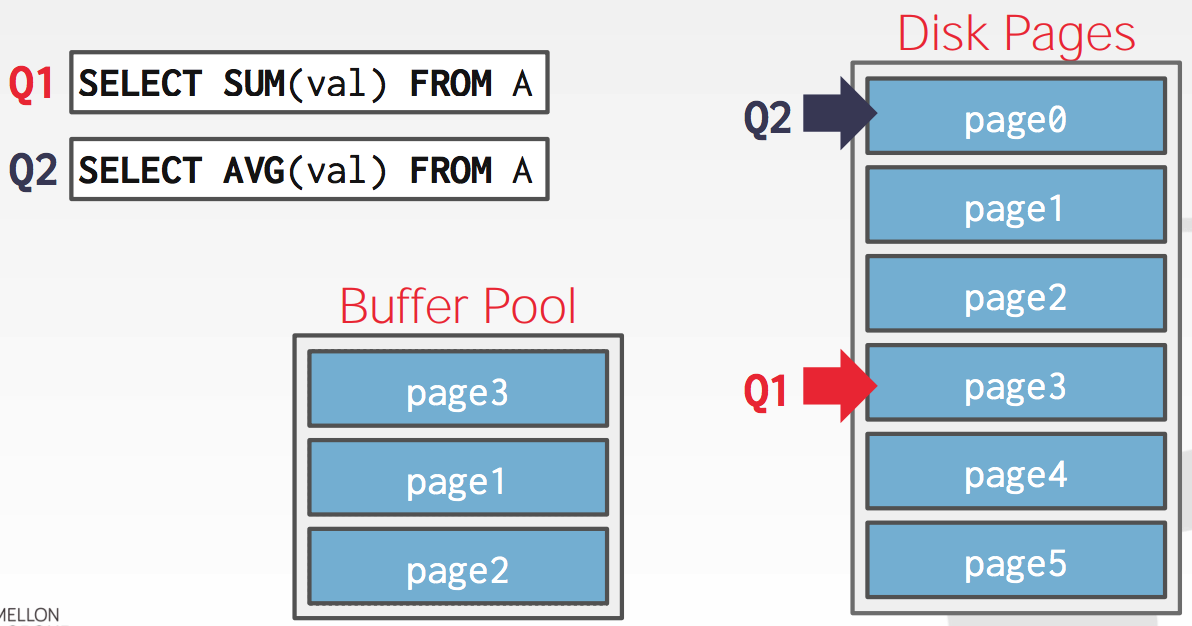 Disk Pages
Q1 SELECT SUM(val) FROM A
Q2 SELECT AVG(val) FROM A
Q2 page0
page1
page2
Q1 page3
page4
page5
Buffer Pool
page3
page1
page2
MELLON